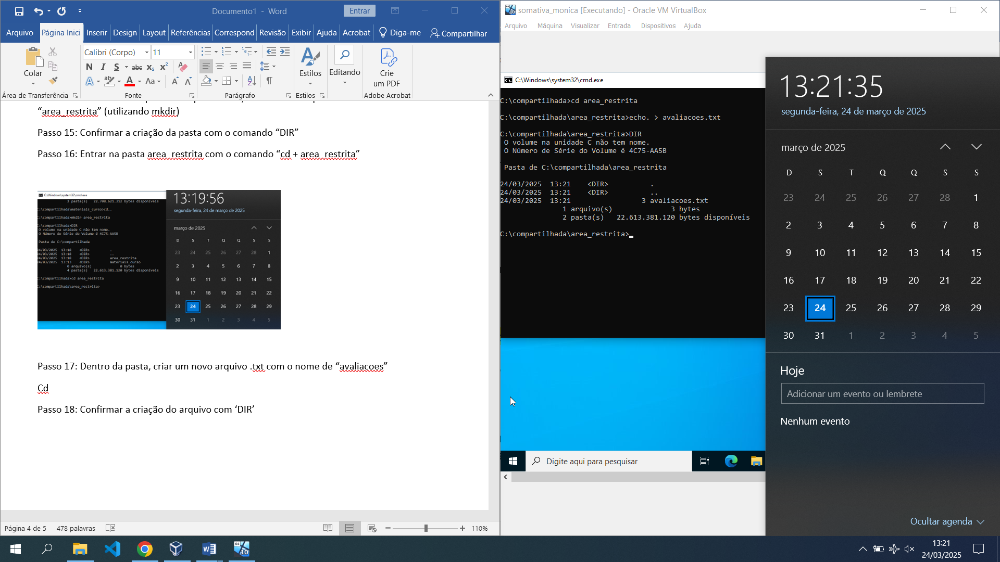 Documento1 - Word
Entrar
Arquivo
Página Inici
Inserir
Design
Layout
Referências
Correspond
Revisão
Exibir
Ajuda
Acrobat
Diga-me
Compartilhar
Colar
Calibri (Corpo)
11
N I S abc x₂ x²
A Aa A A
Estilos
Editando
Crie
um PDF
Área de Transferência
Fonte
Parágrafo
Estilos
Adobe Acrobat
“area_restrita” (utilizando mkdir)
Passo 15: Confirmar a criação da pasta com o comando “DIR”
Passo 16: Entrar na pasta area_restrita com o comando “cd + area_restrita”
C:\Windows\system32\cmd.exe
2 pasta(s) 22.708.621.312 bytes disponíveis
C:\compartilhada\materiais_curso>cd..
C:\compartilhada>mkdir area_restrita
C:\compartilhada>DIR
O volume na unidade C não tem nome.
O Número de Série do Volume é 4C75-AA5B
Pasta de C:\compartilhada
24/03/2025 13:18 <DIR> .
24/03/2025 13:18 <DIR> ..
24/03/2025 13:18 <DIR> area_restrita
24/03/2025 13:13 <DIR> materiais_curso
0 arquivo(s) 0 bytes
4 pasta(s) 22.613.381.120 bytes disponíveis
C:\compartilhada>cd area_restrita
C:\compartilhada\area_restrita>
13:19:56
segunda-feira, 24 de março de 2025
março de 2025
D S T Q Q S S
23 24 25 26 27 28 1
2 3 4 5 6 7 8
9 10 11 12 13 14 15
16 17 18 19 20 21 22
23 24 25 26 27 28 29
30 31 1 2 3 4 5
Passo 17: Dentro da pasta, criar um novo arquivo .txt com o nome de “avaliacoes”
Cd
Passo 18: Confirmar a criação do arquivo com ‘DIR’
Página 4 de 5
478 palavras
110%
somativa_monica [Executando] - Oracle VM VirtualBox
Arquivo Máquina Visualizar Entrada Dispositivos Ajuda
C:\Windows\system32\cmd.exe
C:\compartilhada>cd area_restrita
C:\compartilhada\area_restrita>echo. > avaliacoes.txt
C:\compartilhada\area_restrita>DIR
O volume na unidade C não tem nome.
O Número de Série do Volume é 4C75-AA5B
Pasta de C:\compartilhada\area_restrita
24/03/2025 13:21 <DIR> .
24/03/2025 13:21 <DIR> ..
24/03/2025 13:21 3 avaliacoes.txt
1 arquivo(s) 3 bytes
2 pasta(s) 22.613.381.120 bytes disponíveis
C:\compartilhada\area_restrita>
Digite aqui para pesquisar
13:21:35
segunda-feira, 24 de março de 2025
março de 2025
D S T Q Q S S
23 24 25 26 27 28 1
2 3 4 5 6 7 8
9 10 11 12 13 14 15
16 17 18 19 20 21 22
23 24 25 26 27 28 29
30 31 1 2 3 4 5
Hoje
Adicionar um evento ou lembrete
Nenhum evento
Ocultar agenda
64
10
13:21
24/03/2025